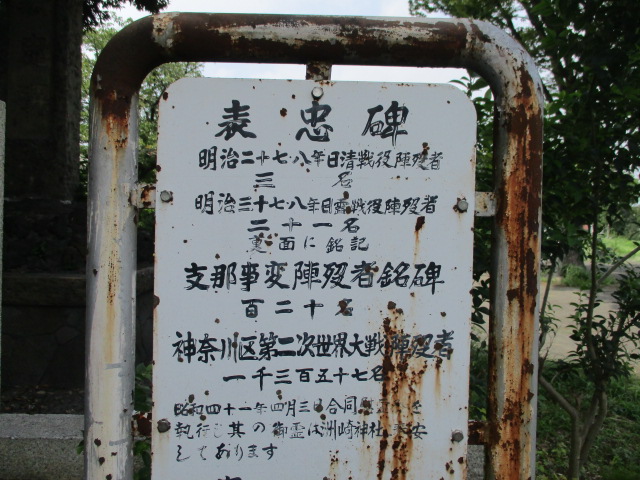 表忠碑
明治二十七・八年日清戦役陣歿者
三名
明治三十七・八年日露戦役陣歿者
二十一名
裏面に銘記
支那事変陣歿者銘碑
百二十名
神奈川区第二次世界大戦陣歿者
一千三百五十七名
昭和四十一年四月三 合同 を
執行し其の御霊は洲崎神社 安
しております